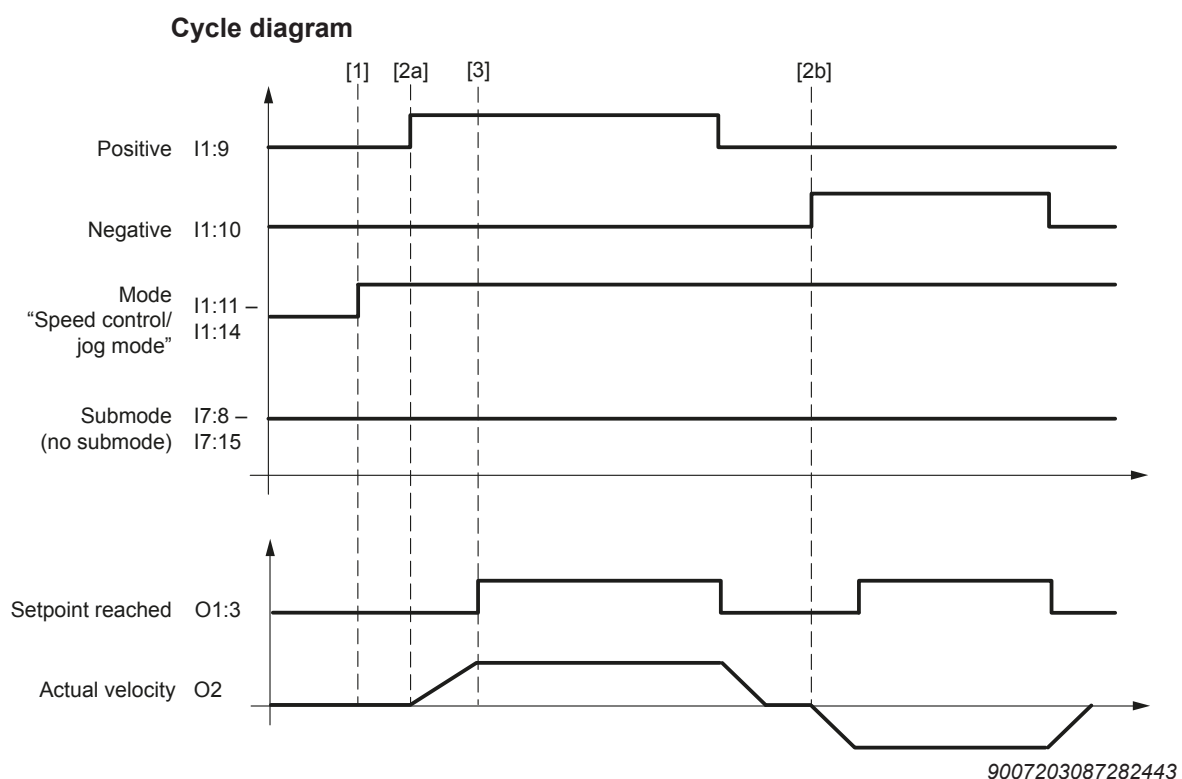 Cycle diagram
[1] [2a] [3] [2b]
Positive I1:9
Negative I1:10
Mode
“Speed control/
jog mode”
I1:11 –
I1:14
Submode
(no submode)
I7:8 –
I7:15
Setpoint reached O1:3
Actual velocity O2
9007203087282443